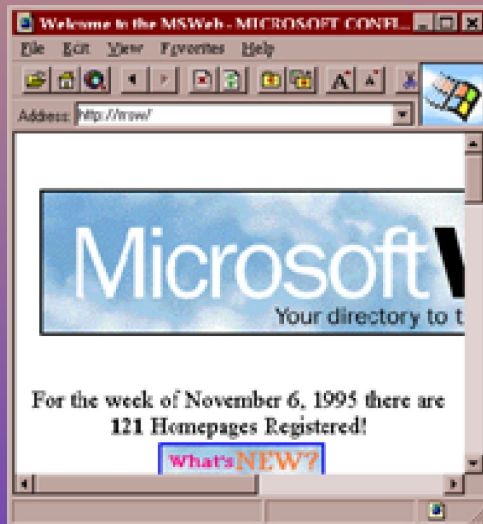 Welcome to the MSWeb - MICROSOFT CONFI...
File Edit View Favorites Help
A A
Address: http://msw/
Microsoft W
Your directory to t
For the week of November 6, 1995 there are
121 Homepages Registered!
What's NEW?